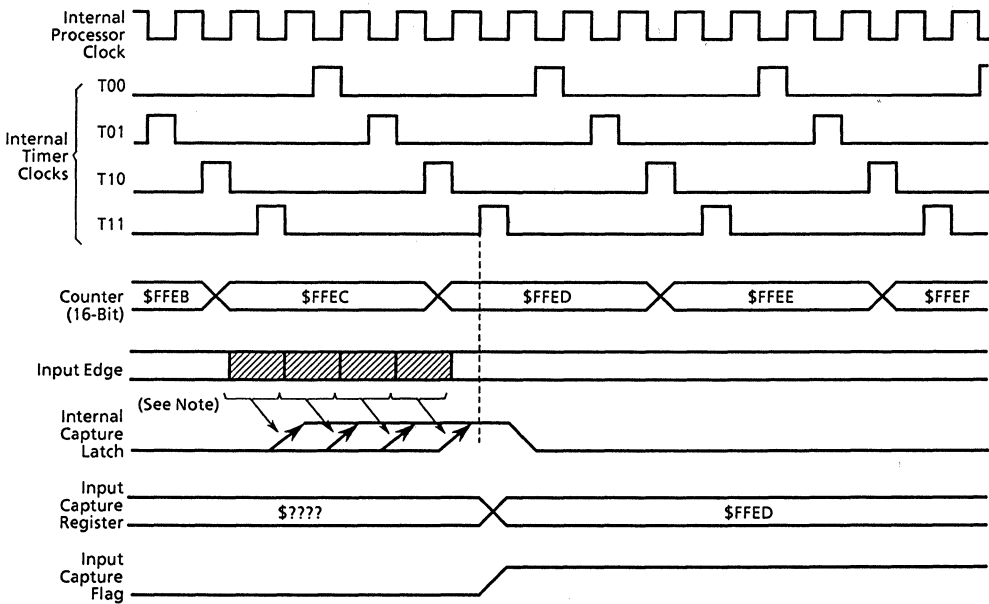 Internal
Processor
Clock
T00
T01
Internal
Timer
Clocks
T10
T11
Counter
(16-Bit)
$FFEB
$FFEC
$FFED
$FFEE
$FFEF
Input Edge
(See Note)
Internal
Capture
Latch
Input
Capture
Register
$????
$FFED
Input
Capture
Flag